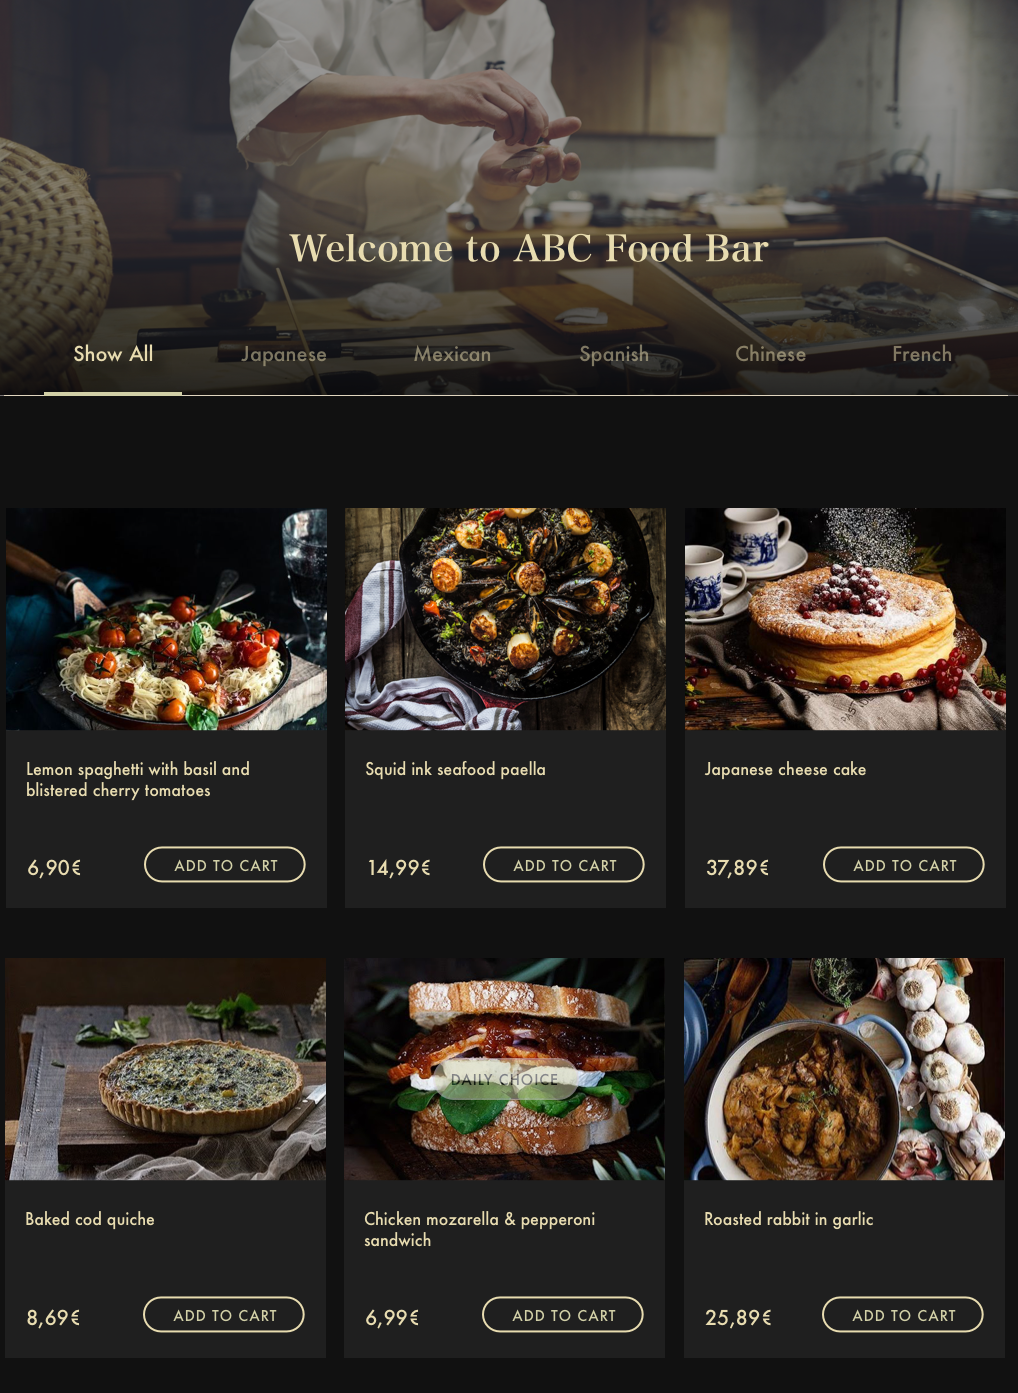 Welcome to ABC Food Bar
Show All Japanese Mexican Spanish Chinese French
Lemon spaghetti with basil and
blistered cherry tomatoes
6,90€ ADD TO CART
Squid ink seafood paella
14,99€ ADD TO CART
Japanese cheese cake
37,89€ ADD TO CART
Baked cod quiche
8,69€ ADD TO CART
DAILY CHOICE
Chicken mozarella & pepperoni
sandwich
6,99€ ADD TO CART
Roasted rabbit in garlic
25,89€ ADD TO CART